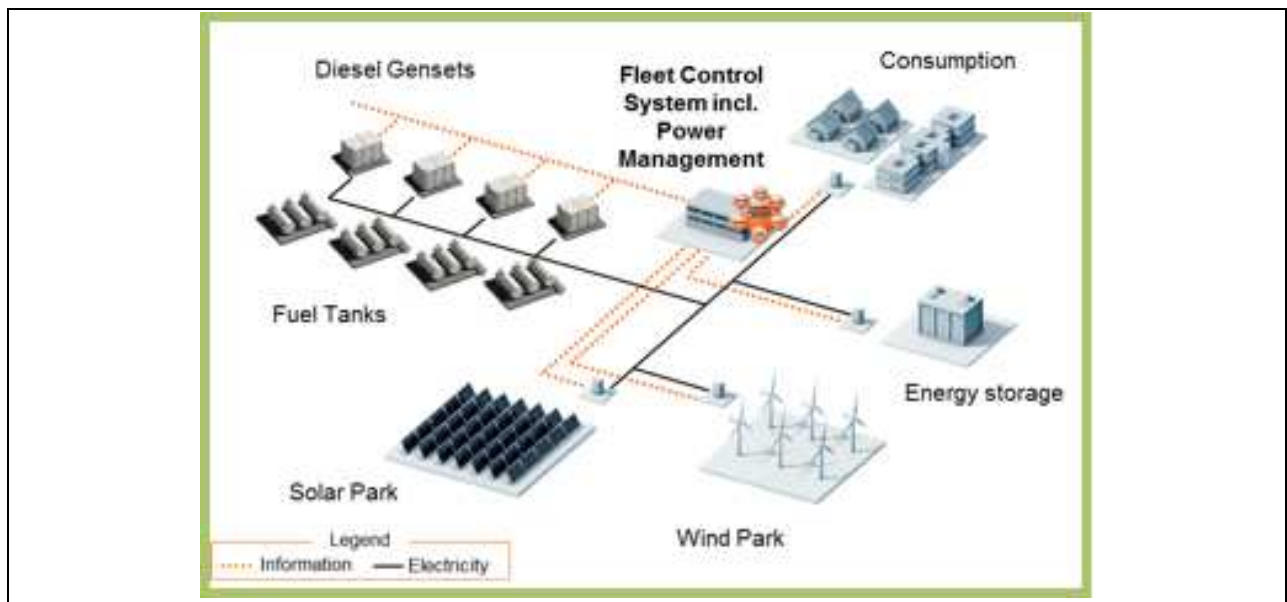 Diesel Gensets
Fleet Control
System incl.
Power
Management
Consumption
Fuel Tanks
Energy storage
Solar Park
Wind Park
Legend
Information
Electricity